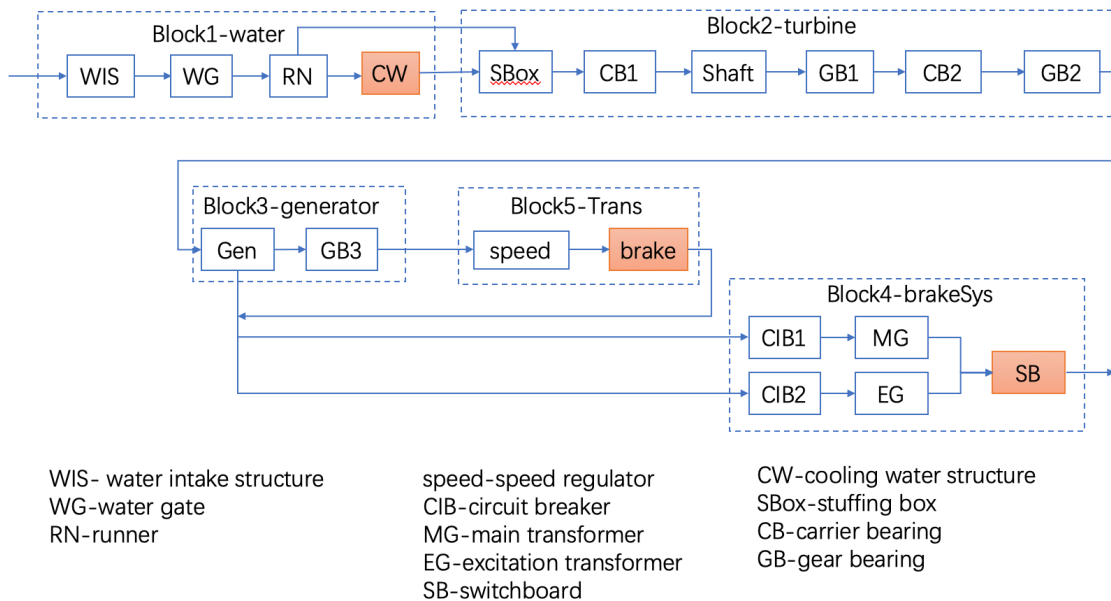 Block1-water
WIS
WG
RN
CW
Block2-turbine
SBox
CB1
Shaft
GB1
CB2
GB2
Block3-generator
Gen
GB3
Block5-Trans
speed
brake
Block4-brakeSys
CIB1
MG
CIB2
EG
SB
WIS- water intake structure
WG-water gate
RN-runner
speed-speed regulator
CIB-circuit breaker
MG-main transformer
EG-excitation transformer
SB-switchboard
CW-cooling water structure
SBox-stuffing box
CB-carrier bearing
GB-gear bearing